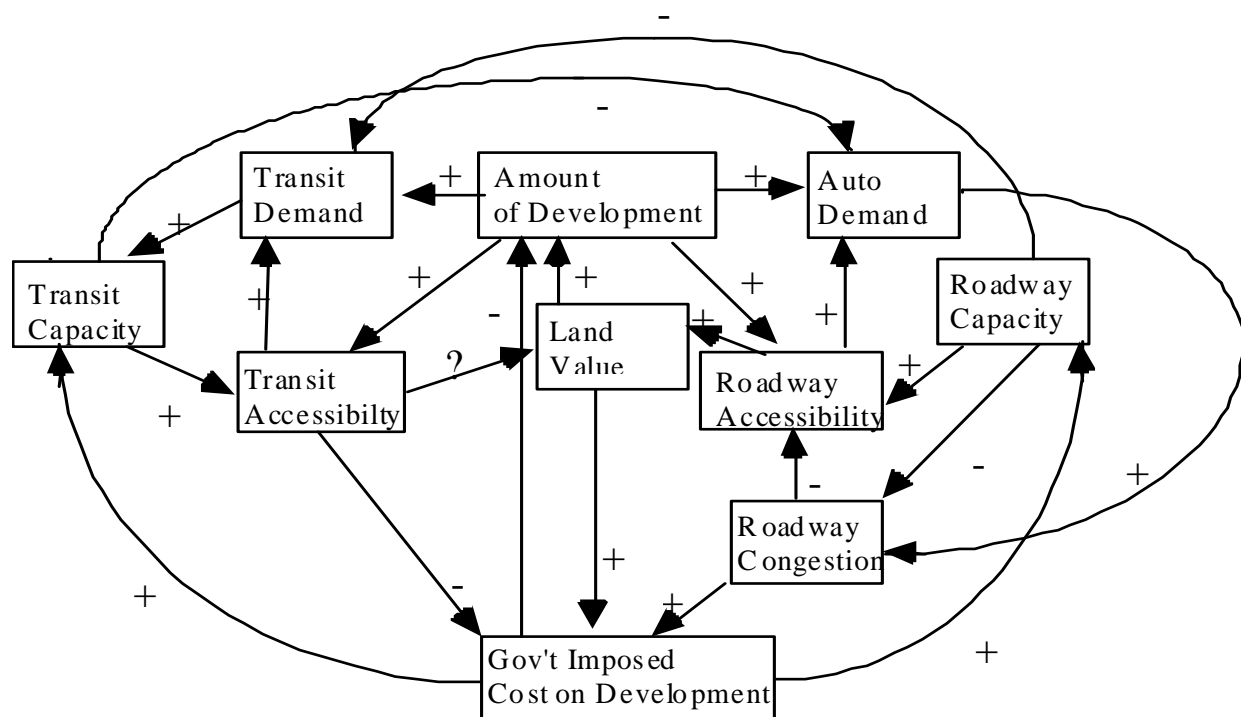 -
-
Transit
Demand
+
Amount
of Development
+
Auto
Demand
+
Transit
Capacity
+
+
+
+
-
+
Land
Value
+
+
Roadway
Capacity
+
Transit
Accessibilty
?
Roadway
Accessibility
+
-
-
+
Roadway
Congestion
+
-
+
+
+
Gov't Imposed
Cost on Development